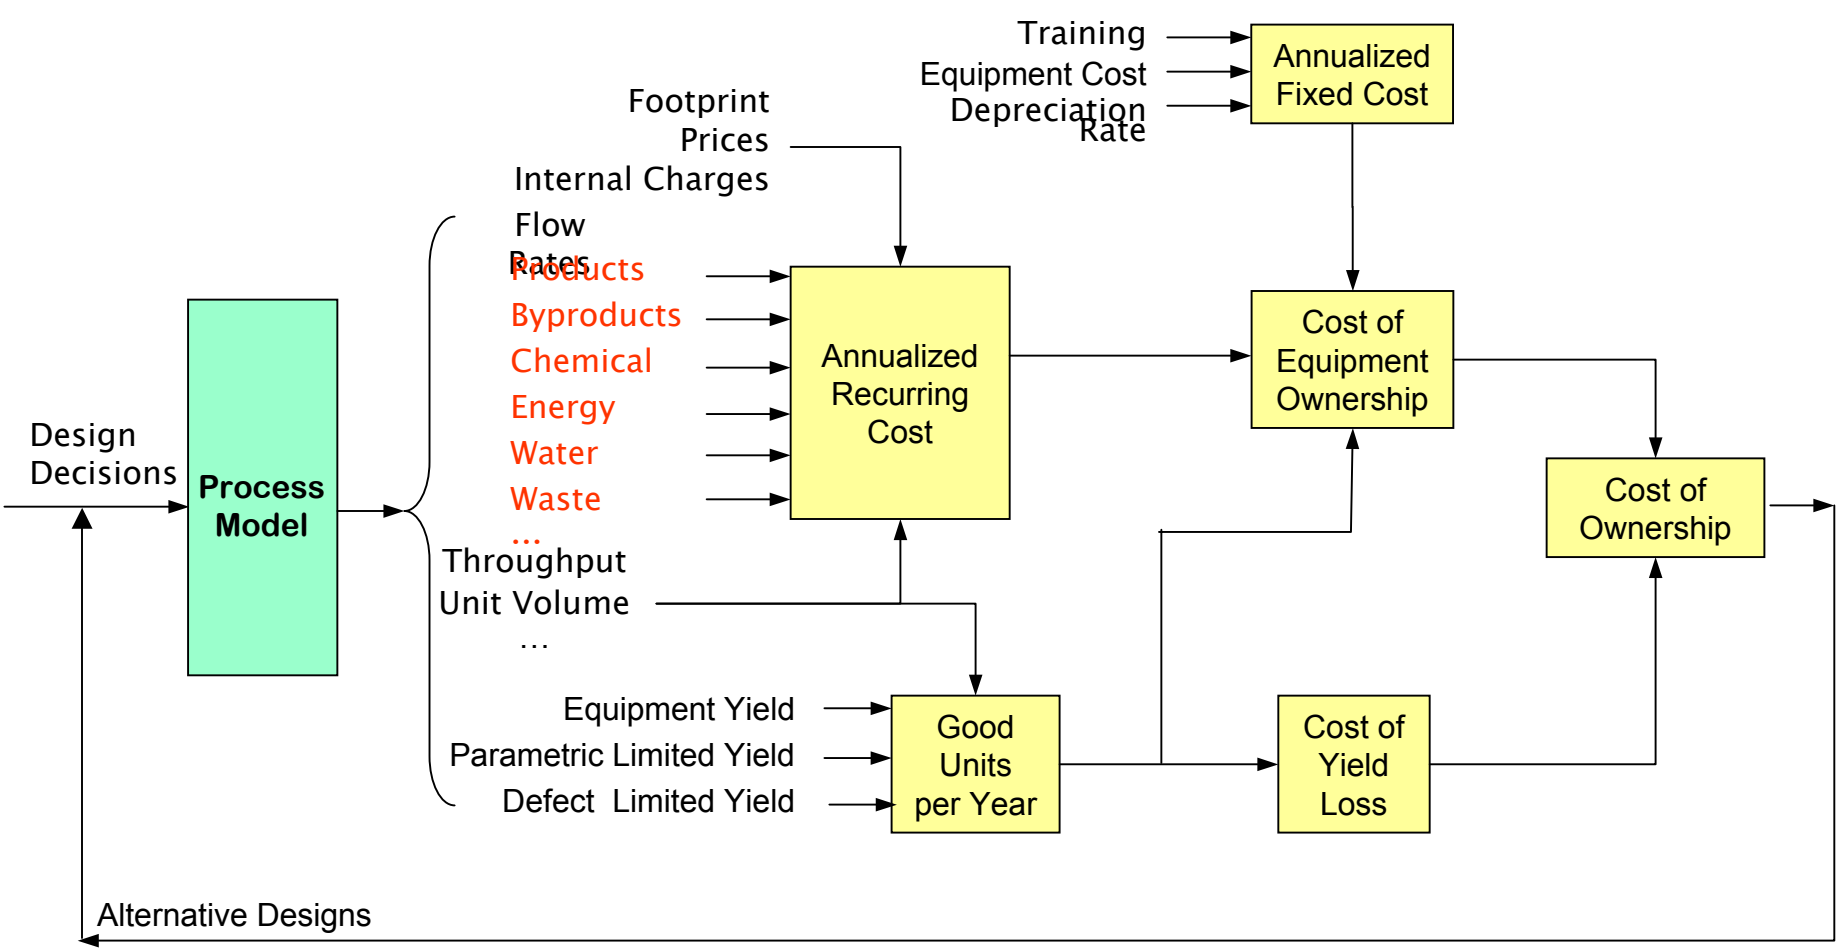 Training
Equipment Cost
Depreciation
Rate
Annualized
Fixed Cost
Footprint
Prices
Internal Charges
Flow
Rates
Products
Byproducts
Chemical
Energy
Water
Waste
...
Throughput
Unit Volume
...
Design
Decisions
Process
Model
Annualized
Recurring
Cost
Cost of
Equipment
Ownership
Cost of
Ownership
Equipment Yield
Parametric Limited Yield
Defect Limited Yield
Good
Units
per Year
Cost of
Yield
Loss
Alternative Designs